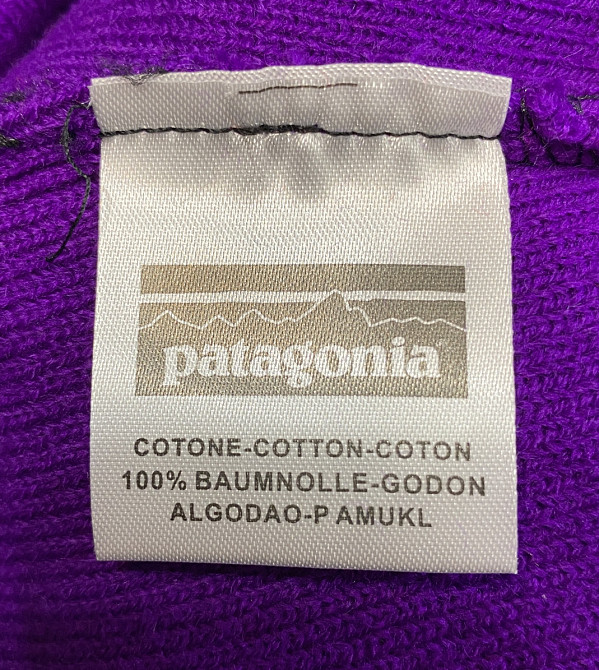 patagonia
COTONE-COTTON-COTON
100% BAUMNOLLE-GODON
ALGODAO-P AMUKL